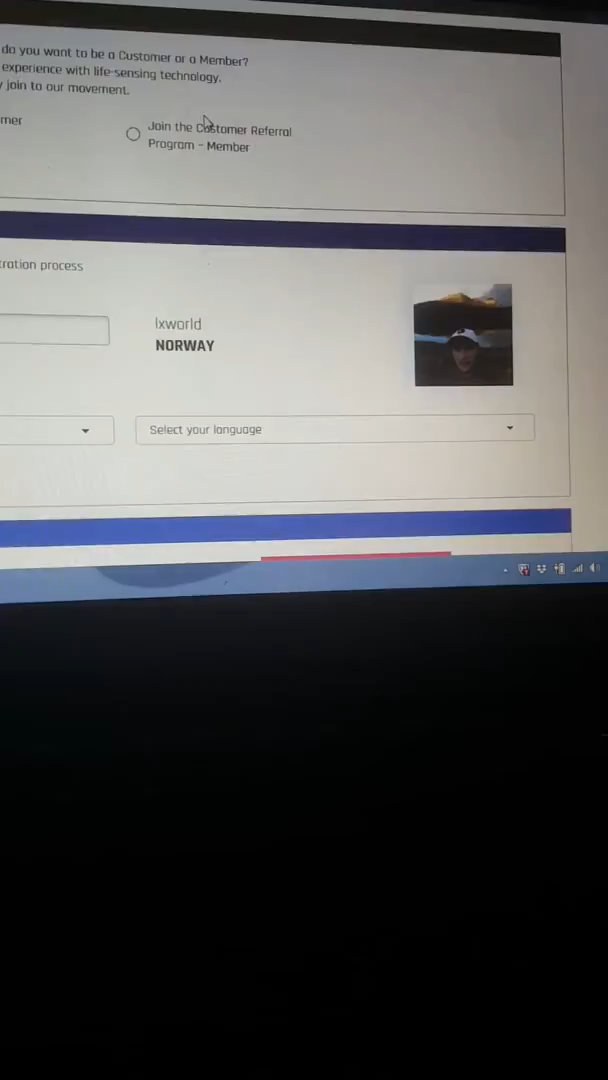 do you want to be a Customer or a Member?
experience with life-sensing technology.
join to our movement.
mer
Join the Customer Referral
Program - Member
tration process
lxworld
NORWAY
Select your language